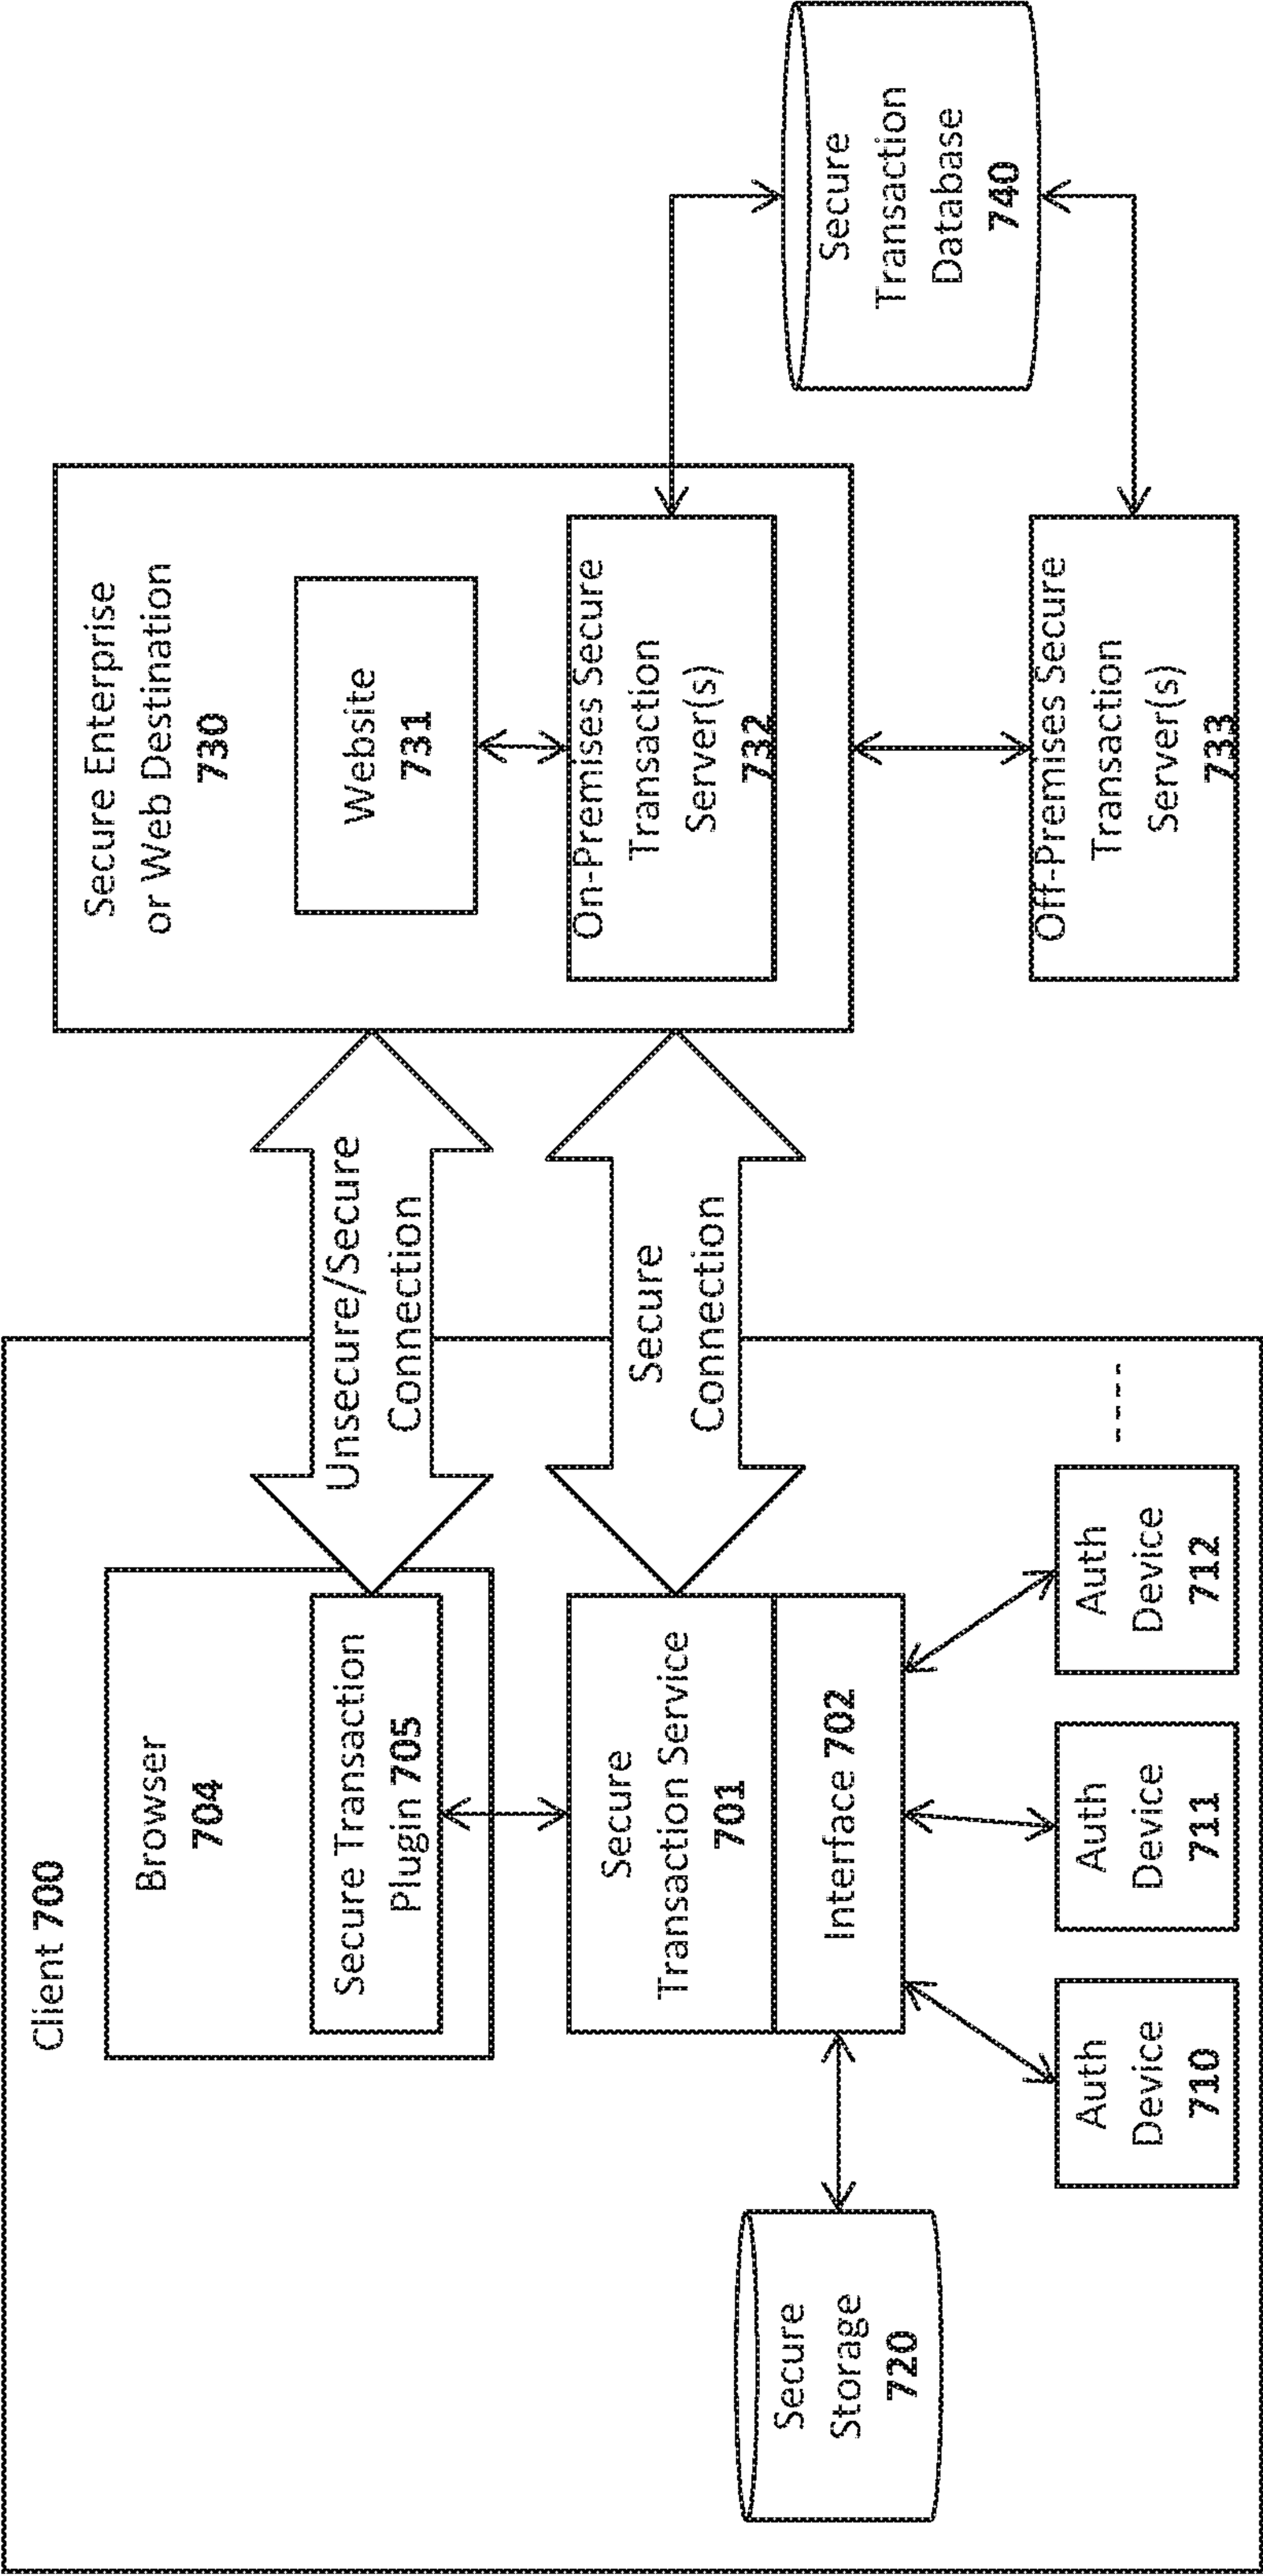 Client 700
Browser
704
Secure Transaction
Plugin 705
Secure
Transaction Service
701
Interface 702
Secure
Storage
720
Auth
Device
710
Auth
Device
711
Auth
Device
712
Unsecure/Secure
Connection
Secure
Connection
Secure Enterprise
or Web Destination
730
Website
731
On-Premises Secure
Transaction
Server(s)
732
Off-Premises Secure
Transaction
Server(s)
733
Secure
Transaction
Database
740